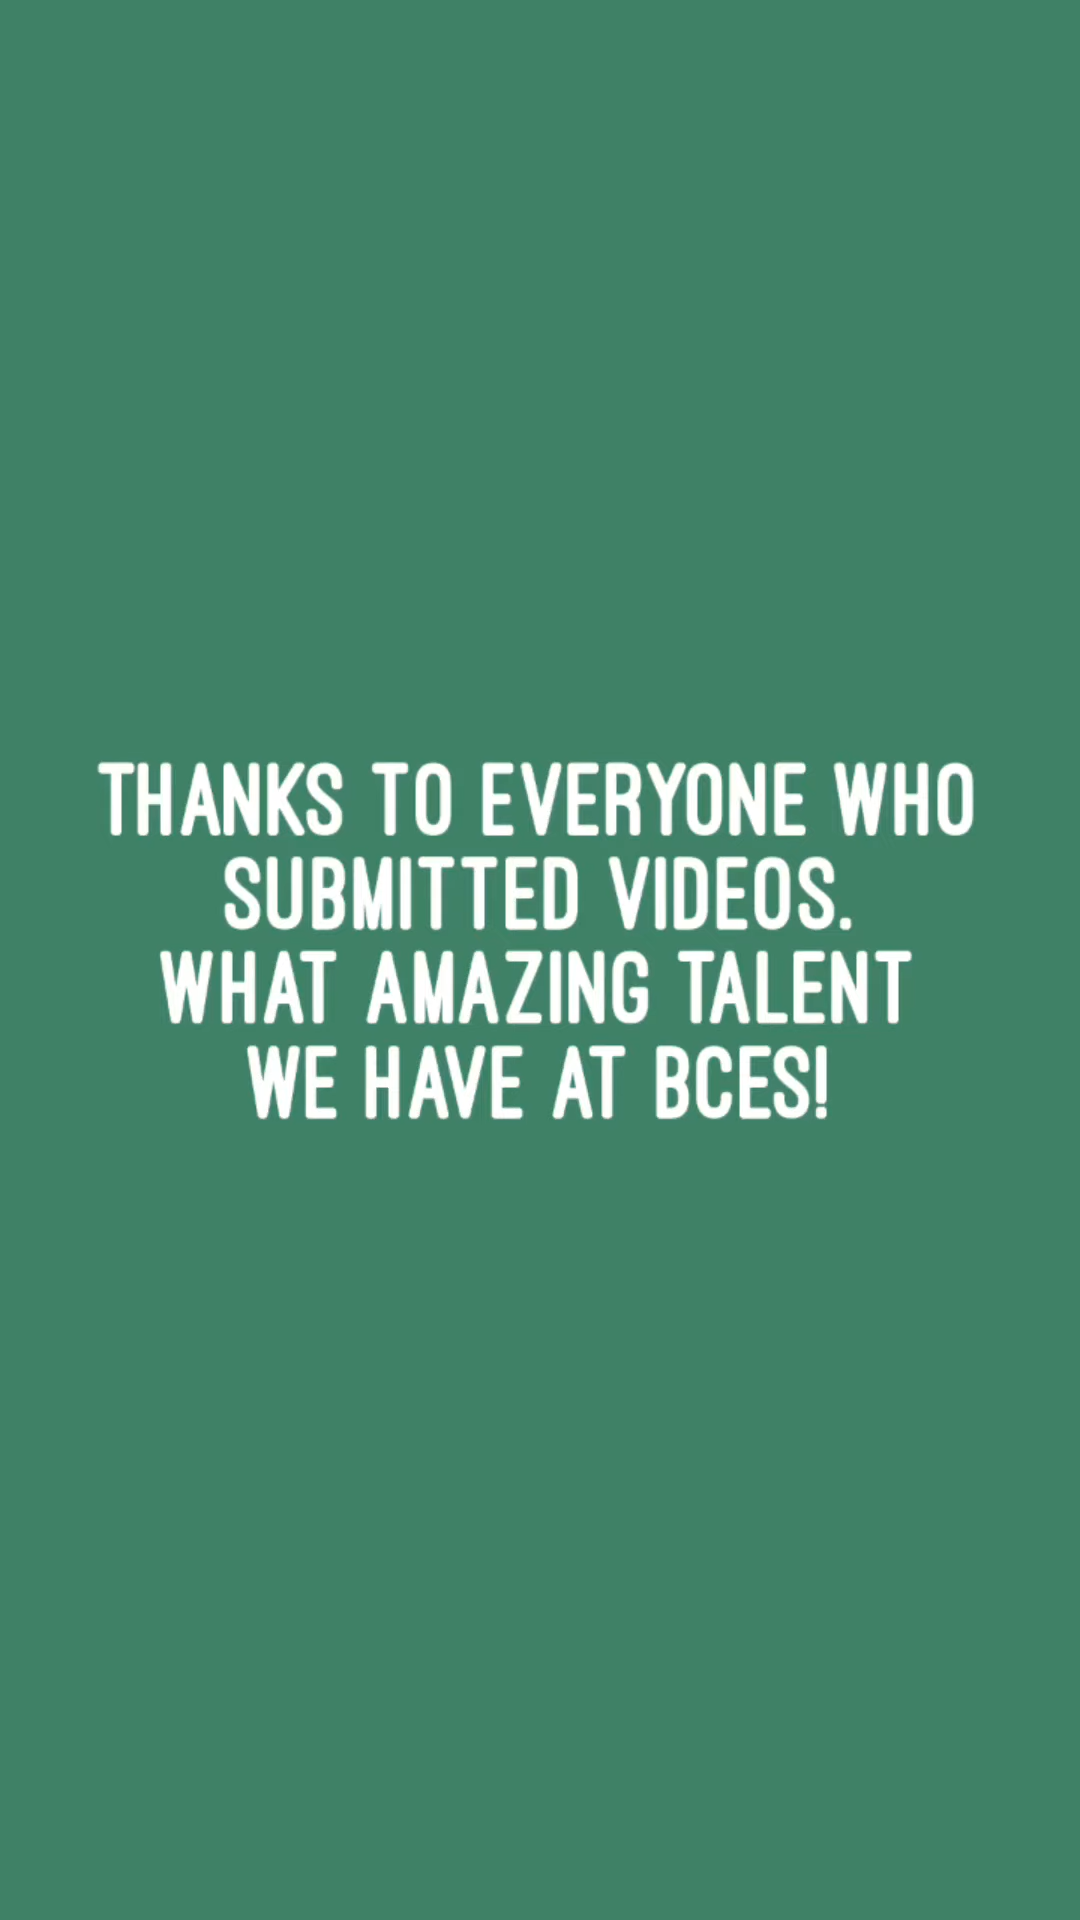 THANKS TO EVERYONE WHO
SUBMITTED VIDEOS.
WHAT AMAZING TALENT
WE HAVE AT BCES!